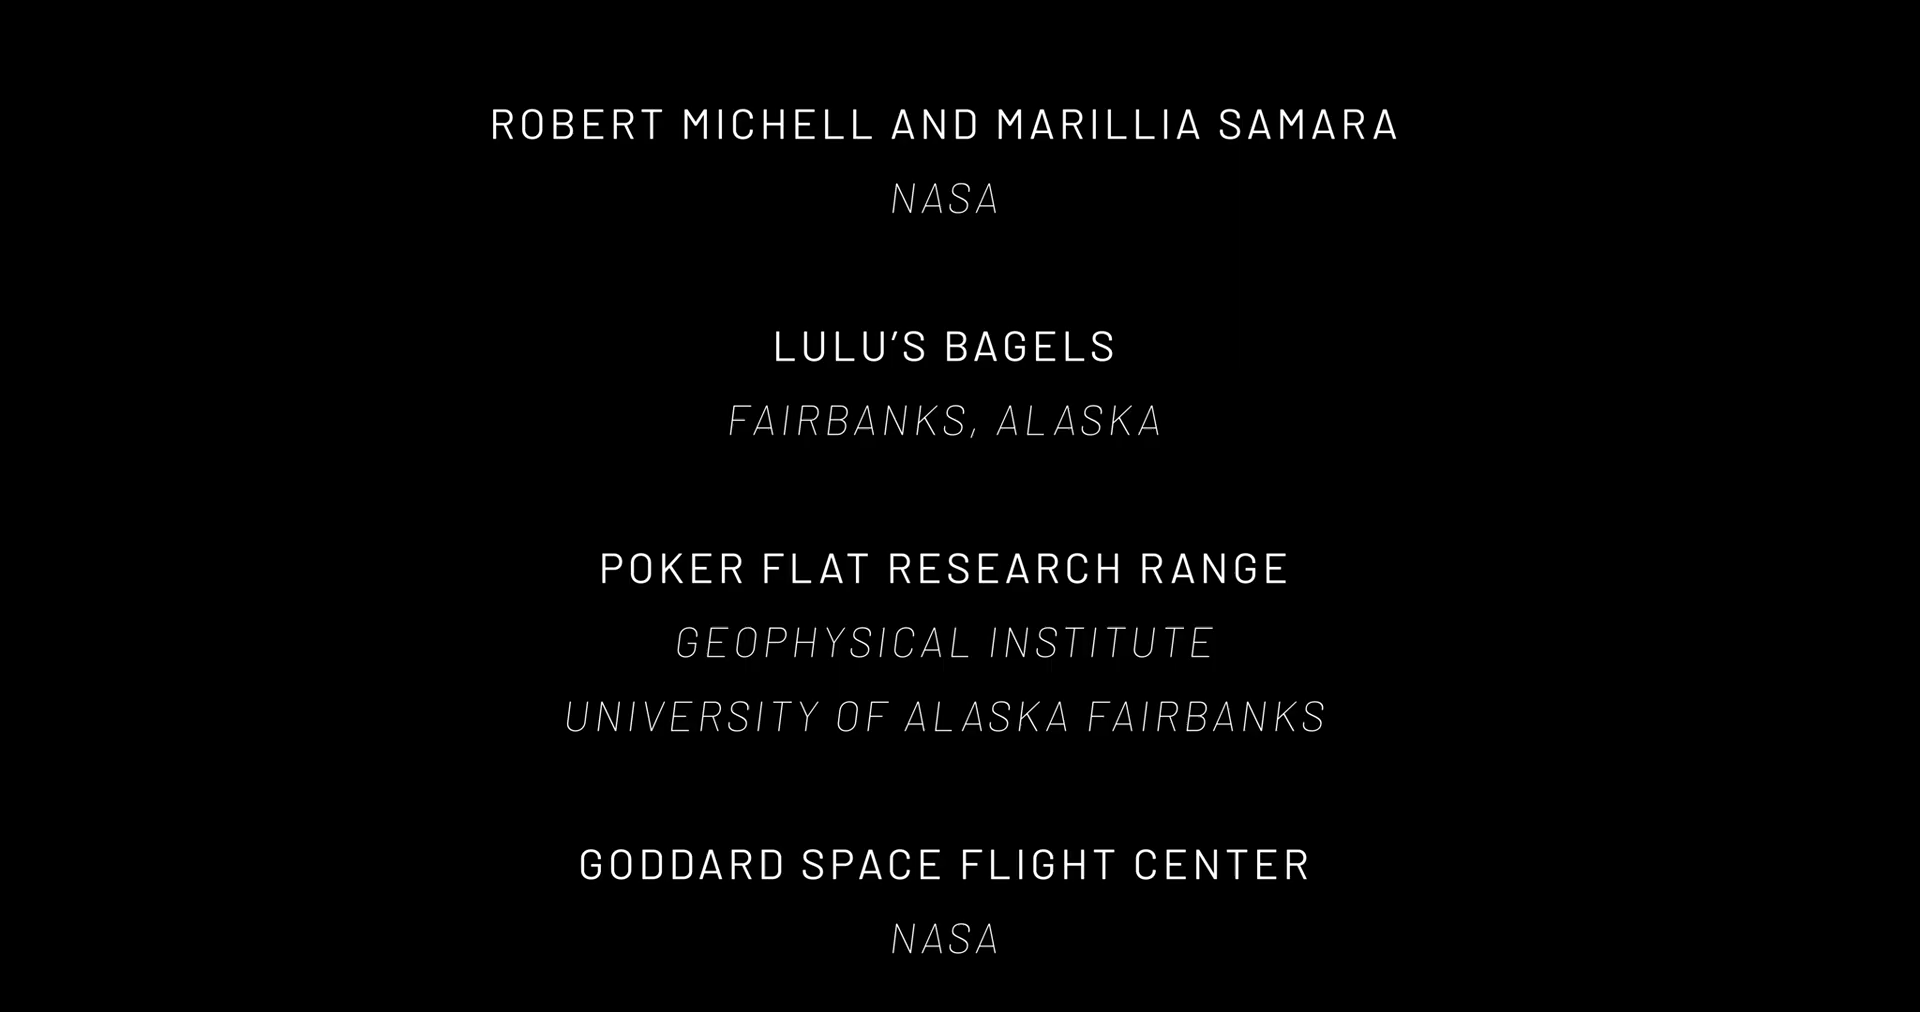 ROBERT MICHELL AND MARILLIA SAMARA
NASA
LULU’S BAGELS
FAIRBANKS, ALASKA
POKER FLAT RESEARCH RANGE
GEOPHYSICAL INSTITUTE
UNIVERSITY OF ALASKA FAIRBANKS
GODDARD SPACE FLIGHT CENTER
NASA